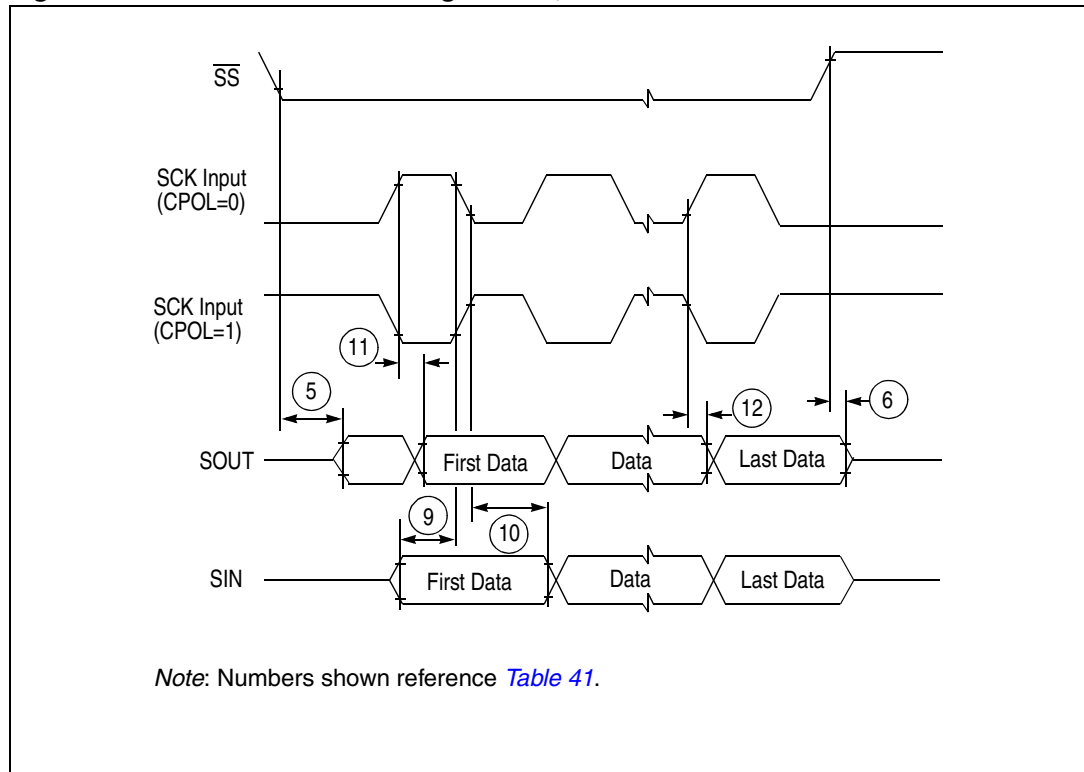 SS
SCK Input
(CPOL=0)
SCK Input
(CPOL=1)
11
5
12
6
SOUT
First Data
Data
Last Data
9
10
SIN
First Data
Data
Last Data
Note: Numbers shown reference Table 41.